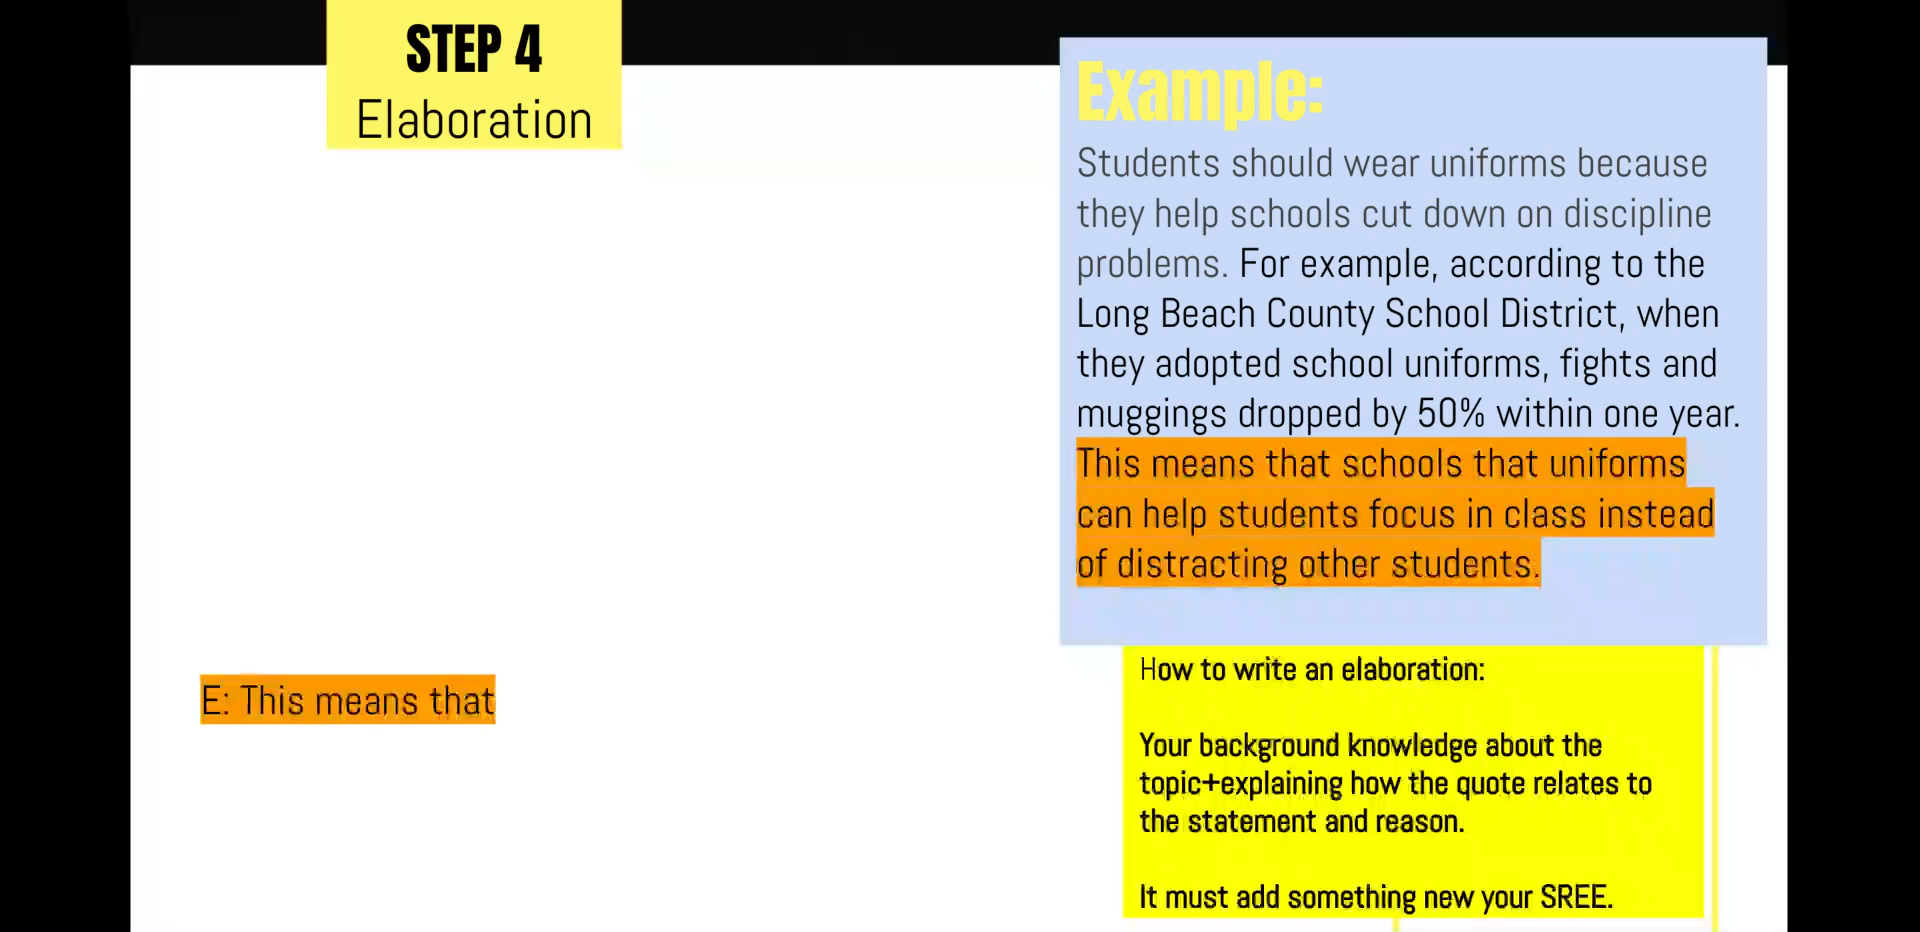 STEP 4
Elaboration
Example:
Students should wear uniforms because
they help schools cut down on discipline
problems. For example, according to the
Long Beach County School District, when
they adopted school uniforms, fights and
muggings dropped by 50% within one year.
This means that schools that uniforms
can help students focus in class instead
of distracting other students.
E: This means that
How to write an elaboration:
Your background knowledge about the
topic+explaining how the quote relates to
the statement and reason.
It must add something new your SREE.